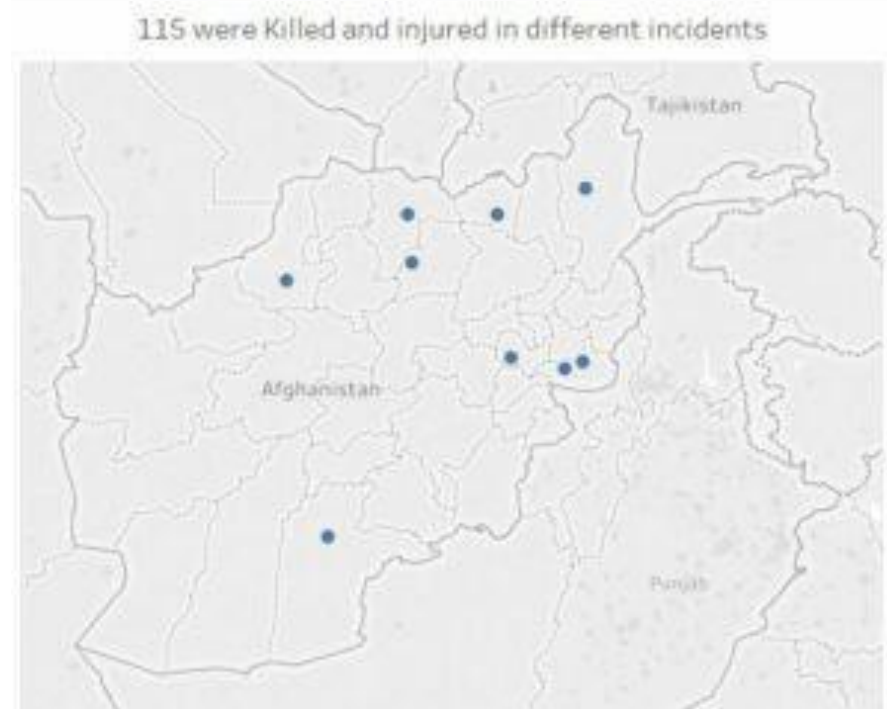 115 were Killed and injured in different incidents
Tajikistan
Afghanistan
Punjab